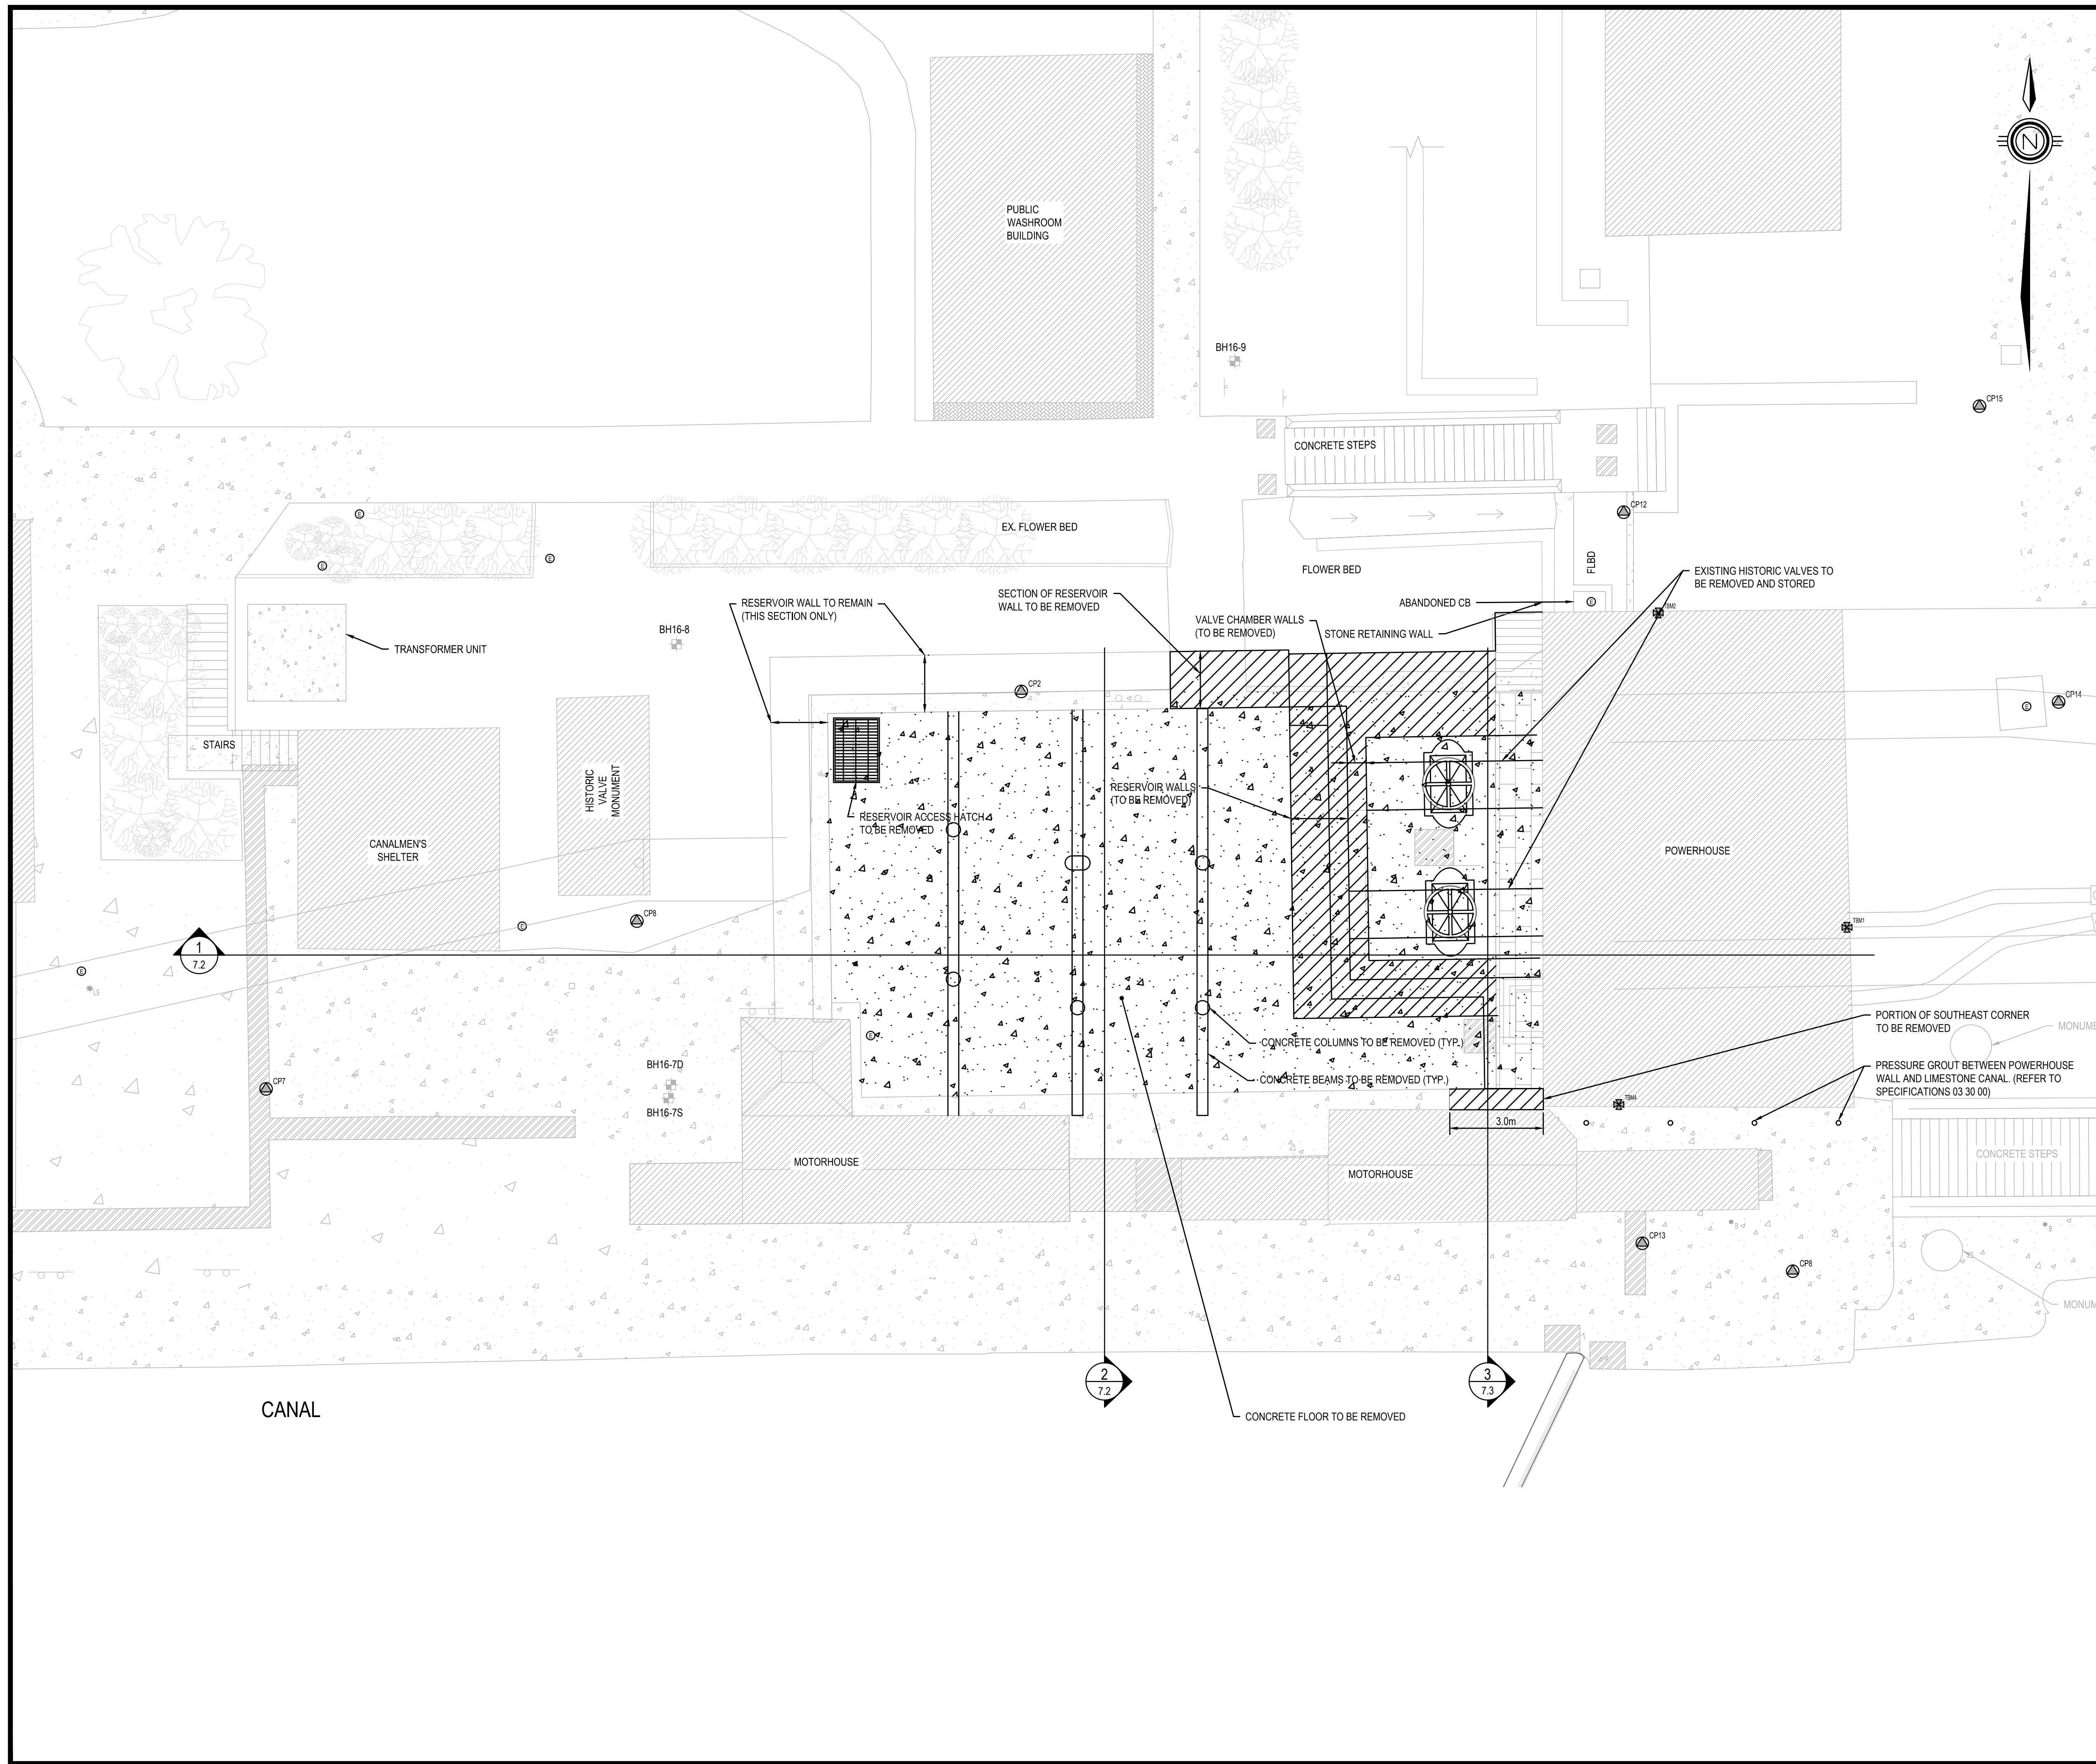 N
PUBLIC
WASHROOM
BUILDING
BH16-9
CP15
CONCRETE STEPS
CP12
EX. FLOWER BED
FLOWER BED
FLBD
EXISTING HISTORIC VALVES TO
BE REMOVED AND STORED
SECTION OF RESERVOIR
WALL TO BE REMOVED
RESERVOIR WALL TO REMAIN
(THIS SECTION ONLY)
ABANDONED CB
E
TBM2
VALVE CHAMBER WALLS
(TO BE REMOVED)
STONE RETAINING WALL
BH16-8
TRANSFORMER UNIT
CP2
CP14
E
E
E
E
STAIRS
HISTORIC
VALVE
MONUMENT
RESERVOIR WALLS
(TO BE REMOVED)
RESERVOIR ACCESS HATCH
TO BE REMOVED
CANALMEN'S
SHELTER
POWERHOUSE
CP8
E
TBM1
1
7.2
E
LS
PORTION OF SOUTHEAST CORNER
TO BE REMOVED
MONUME
E
CONCRETE COLUMNS TO BE REMOVED (TYP.)
BH16-7D
PRESSURE GROUT BETWEEN POWERHOUSE
WALL AND LIMESTONE CANAL. (REFER TO
SPECIFICATIONS 03 30 00)
CONCRETE BEAMS TO BE REMOVED (TYP.)
CP7
BH16-7S
TBM4
3.0m
CONCRETE STEPS
MOTORHOUSE
MOTORHOUSE
B
B
CP13
CP8
MONUM
2
7.2
3
7.3
CANAL
CONCRETE FLOOR TO BE REMOVED